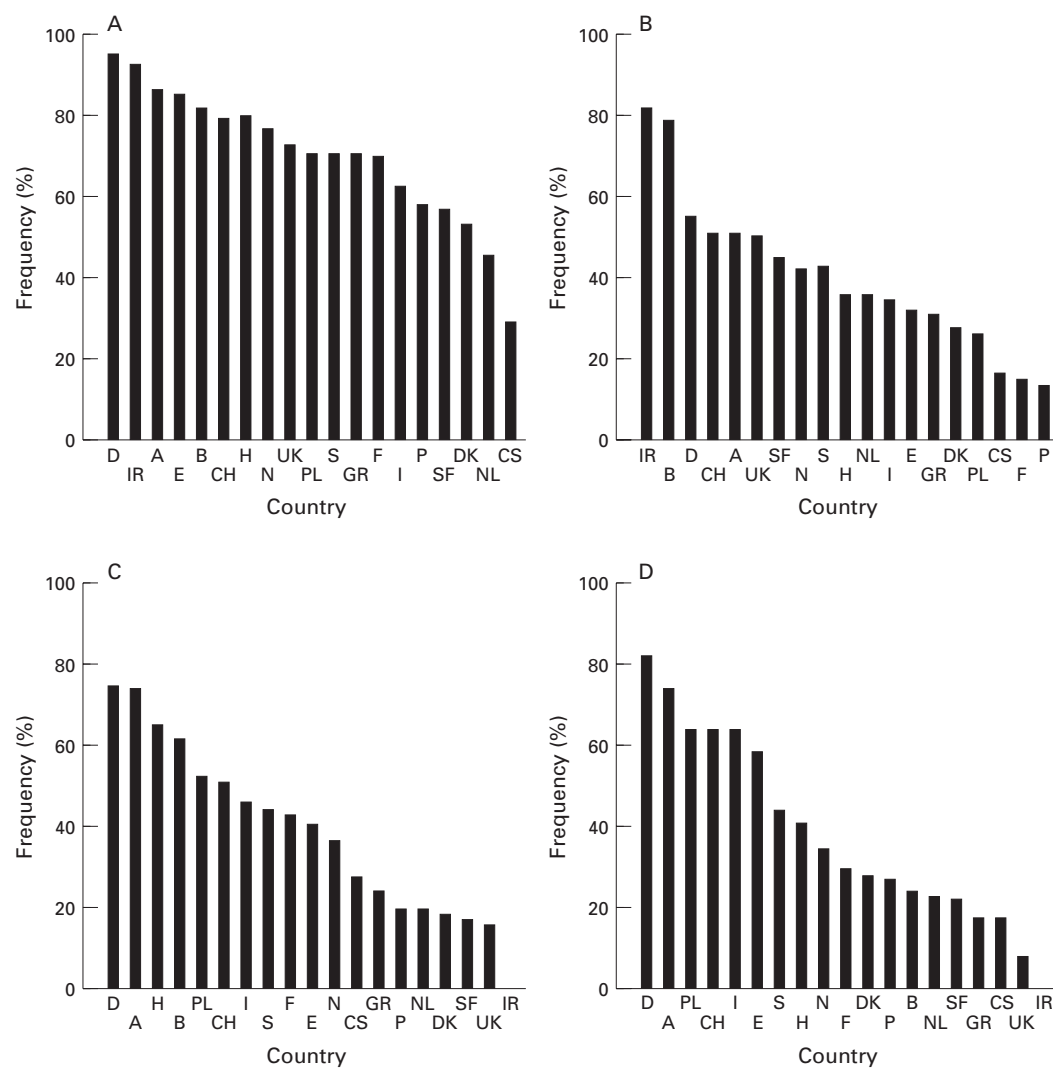 A
100
80
60
40
20
0
Frequency (%)
D A B H UK S F P DK CS
IR E CH N PL GR I SF NL
Country
B
100
80
60
40
20
0
Frequency (%)
IR D A SF S NL E DK CS P
B CH UK N H I GR PL F
Country
C
100
80
60
40
20
0
Frequency (%)
D H PL I F N GR NL SF IR
A B CH S E CS P DK UK
Country
D
100
80
60
40
20
0
Frequency (%)
D PL I S N DK B SF CS IR
A CH E H F P NL GR UK
Country